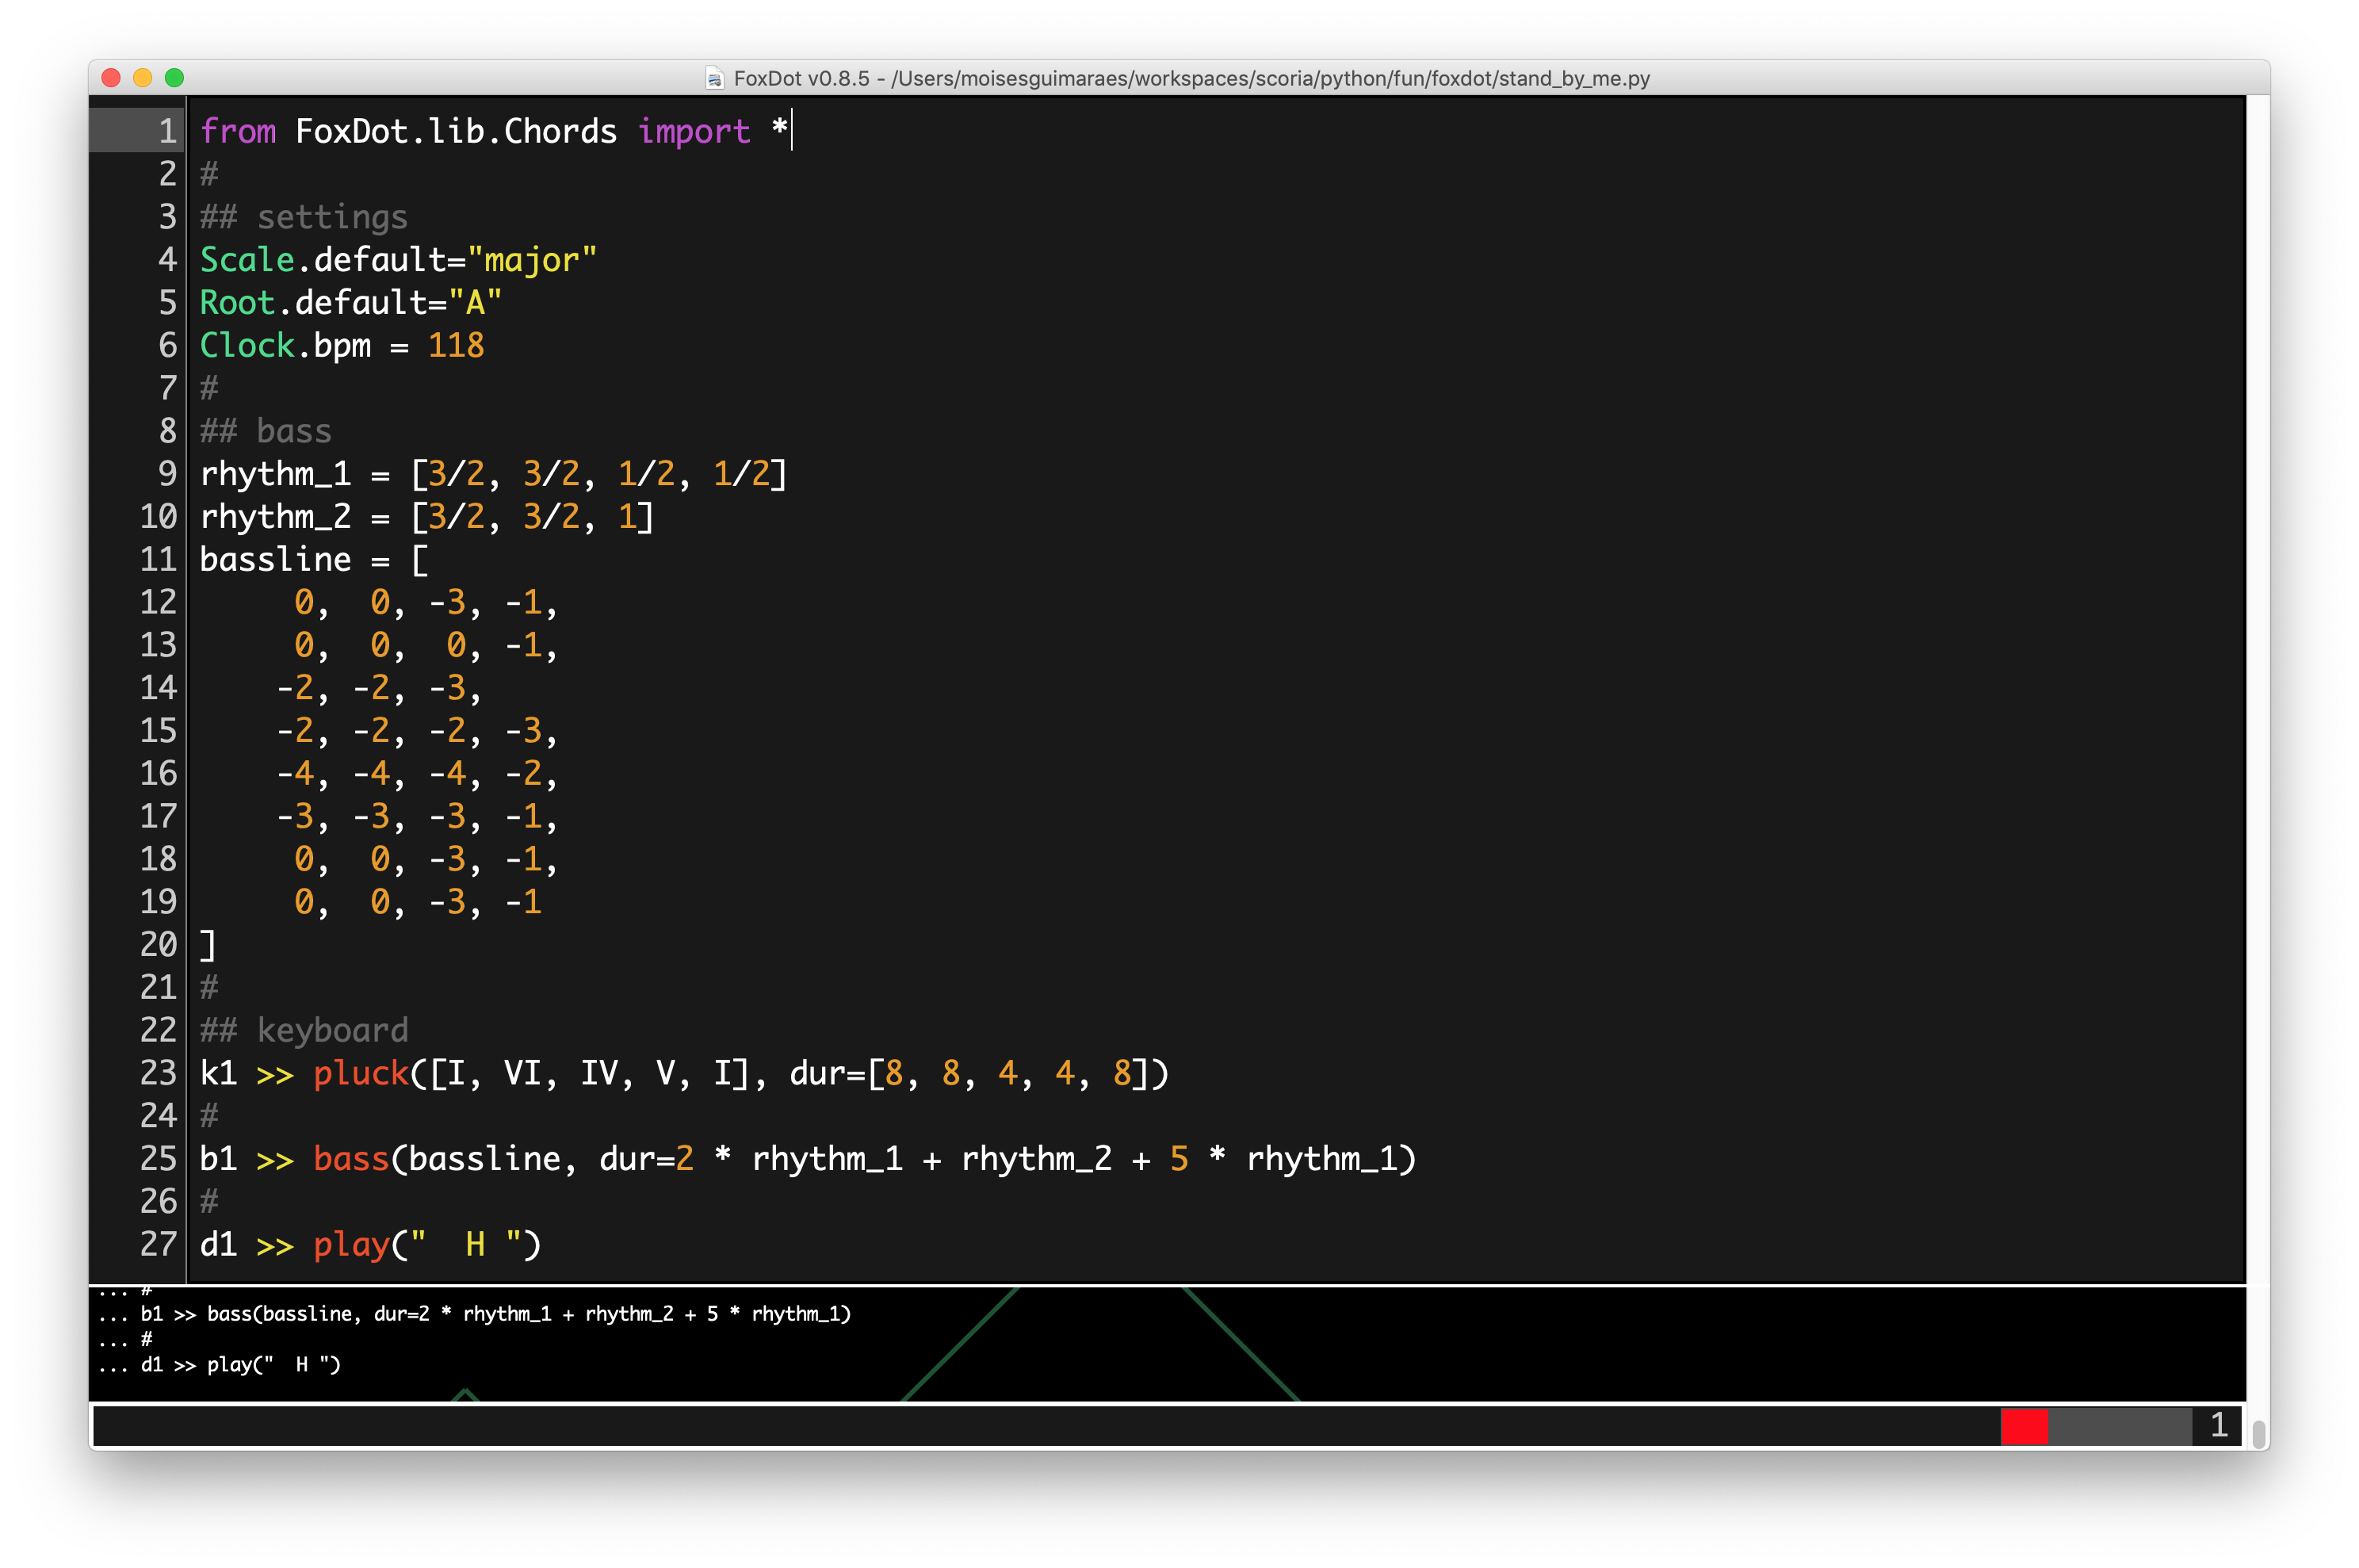 FoxDot v0.8.5 - /Users/moisesguimaraes/workspaces/scoria/python/fun/foxdot/stand_by_me.py
1 from FoxDot.lib.Chords import *
2 #
3 ## settings
4 Scale.default="major"
5 Root.default="A"
6 Clock.bpm = 118
7 #
8 ## bass
9 rhythm_1 = [3/2, 3/2, 1/2, 1/2]
10 rhythm_2 = [3/2, 3/2, 1]
11 bassline = [
12      0,  0, -3, -1,
13      0,  0,  0, -1,
14     -2, -2, -3,
15     -2, -2, -2, -3,
16     -4, -4, -4, -2,
17     -3, -3, -3, -1,
18      0,  0, -3, -1,
19      0,  0, -3, -1
20 ]
21 #
22 ## keyboard
23 k1 >> pluck([I, VI, IV, V, I], dur=[8, 8, 4, 4, 8])
24 #
25 b1 >> bass(bassline, dur=2 * rhythm_1 + rhythm_2 + 5 * rhythm_1)
26 #
27 d1 >> play("  H ")
... #
... b1 >> bass(bassline, dur=2 * rhythm_1 + rhythm_2 + 5 * rhythm_1)
... #
... d1 >> play("  H ")
1